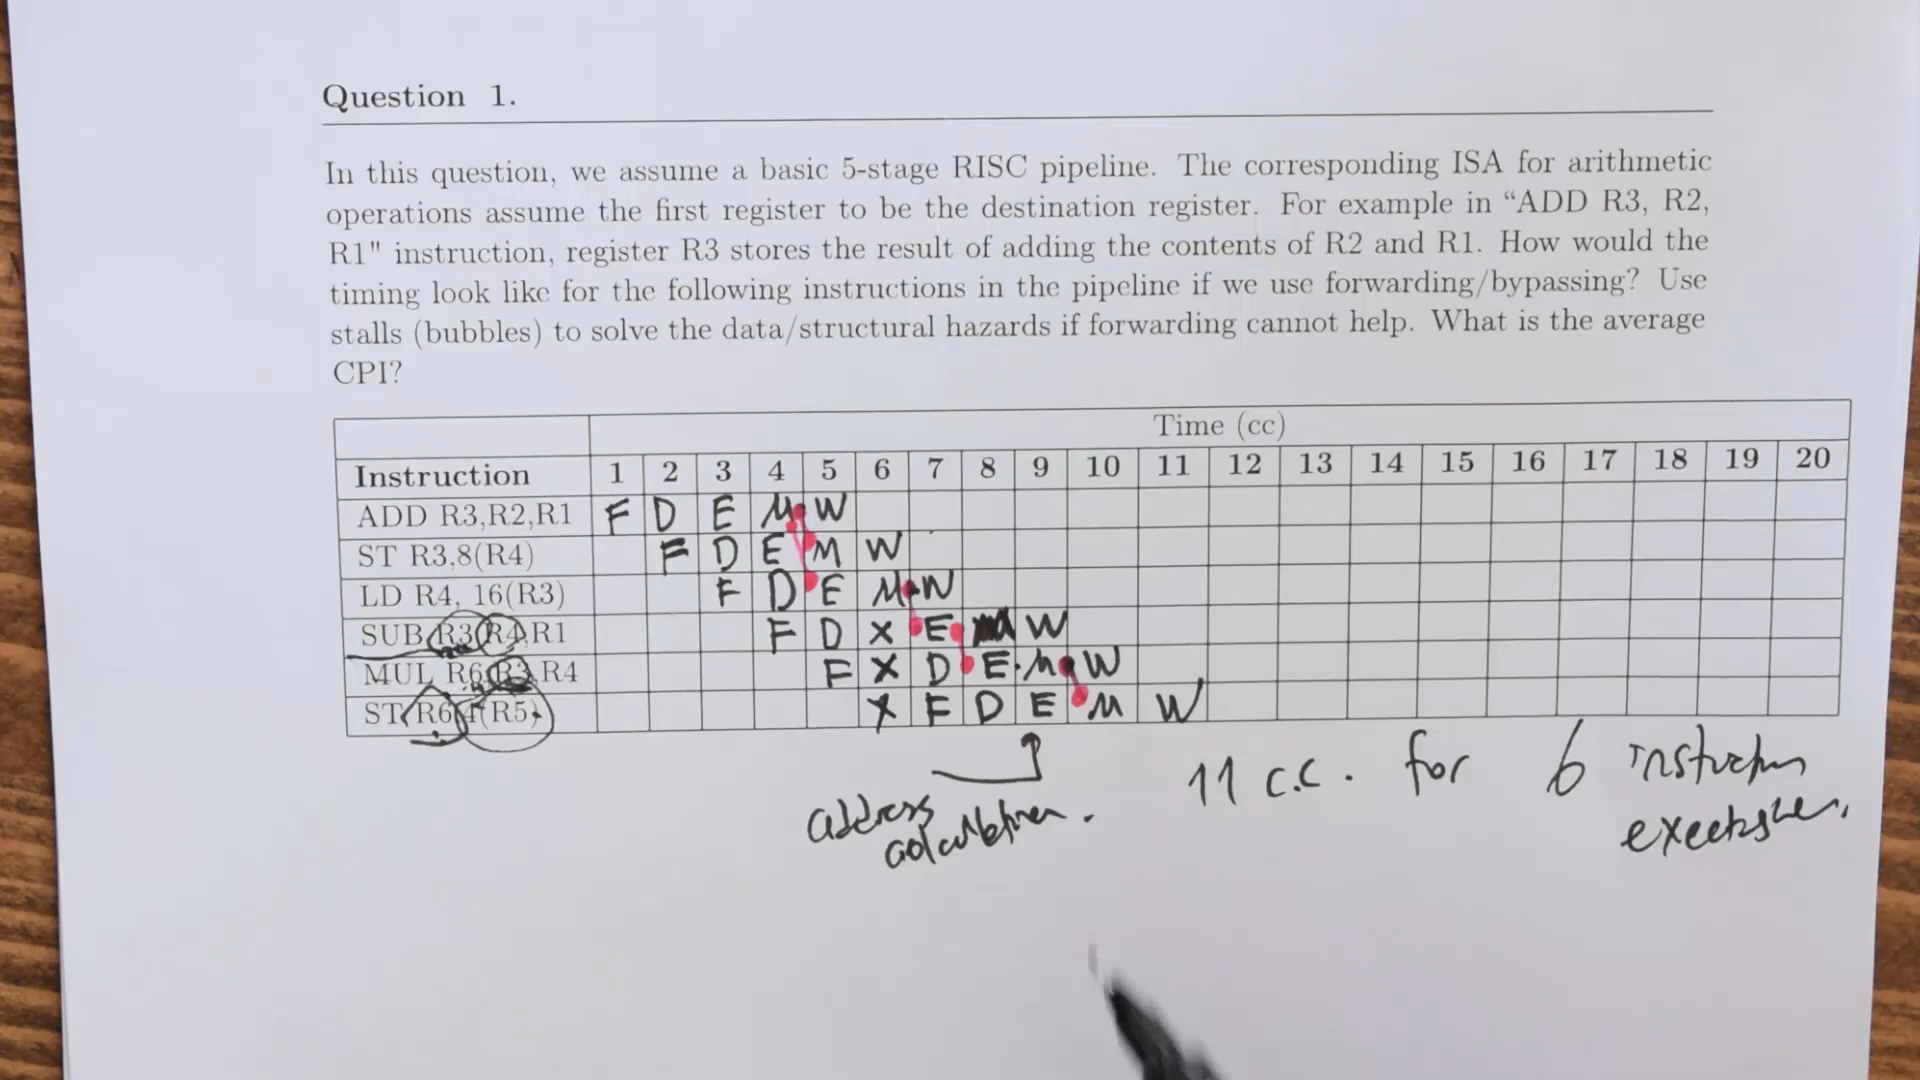 Question 1.
In this question, we assume a basic 5-stage RISC pipeline. The corresponding ISA for arithmetic
operations assume the first register to be the destination register. For example in “ADD R3, R2,
R1" instruction, register R3 stores the result of adding the contents of R2 and R1. How would the
timing look like for the following instructions in the pipeline if we use forwarding/bypassing? Use
stalls (bubbles) to solve the data/structural hazards if forwarding cannot help. What is the average
CPI?
Time (cc)
Instruction 1 2 3 4 5 6 7 8 9 10 11 12 13 14 15 16 17 18 19 20
ADD R3,R2,R1 F D E M W
ST R3,8(R4) F D E M W
LD R4, 16(R3) F D E M W
SUB R3,R4,R1 F D X E M W
MUL R6,R3,R4 F X D E M W
ST R6, (R5) X F D E M W
address
11 c.c. for 6